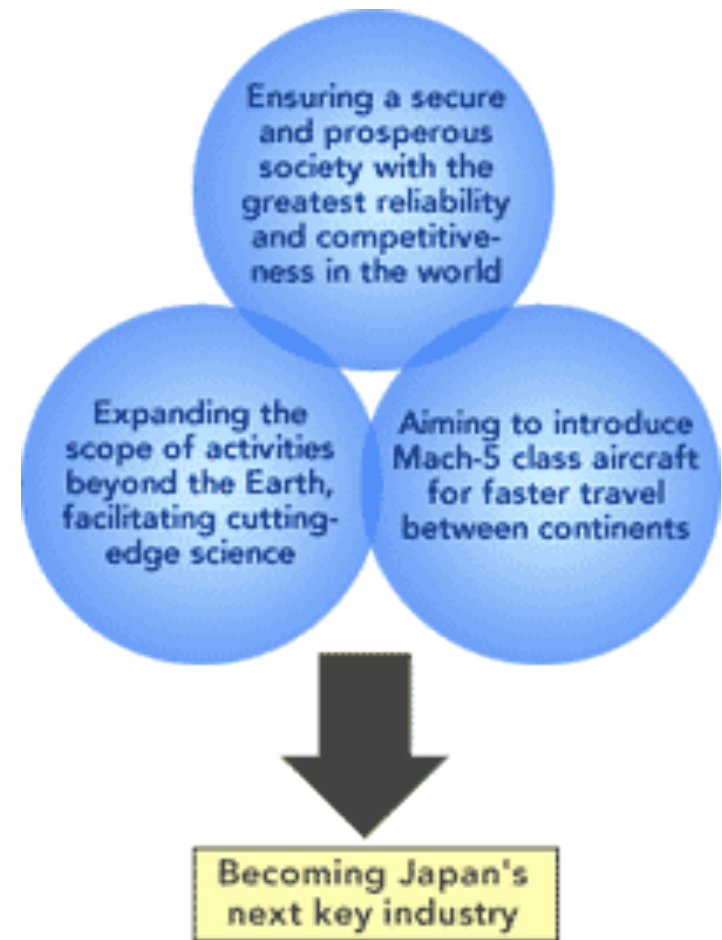 Ensuring a secure
and prosperous
society with the
greatest reliability
and competitive-
ness in the world
Expanding the
scope of activities
beyond the Earth,
facilitating cutting-
edge science
Aiming to introduce
Mach-5 class aircraft
for faster travel
between continents
Becoming Japan's
next key industry